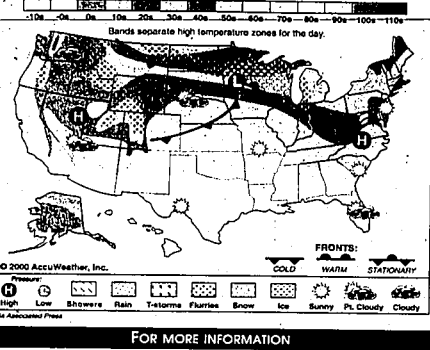 -10s -0s 0s 10s 20s 30s 40s 50s 60s 70s 80s 90s 100s 110s
Bands separate high temperature zones for the day.
L
H
H
© 2000 AccuWeather, Inc.
FRONTS:
COLD WARM STATIONARY
Pressure:
High Low Showers Rain T-storms Flurries Snow Ice Sunny Pt. Cloudy Cloudy
Associated Press
FOR MORE INFORMATION